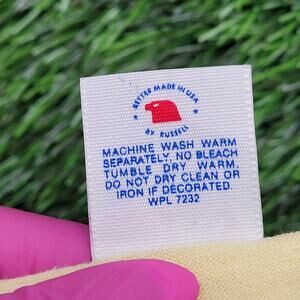 ★ BETTER MADE IN USA ★
BY RUSSELL
MACHINE WASH WARM
SEPARATELY, NO BLEACH
TUMBLE DRY WARM.
DO NOT DRY CLEAN OR
IRON IF DECORATED.
WPL 7232